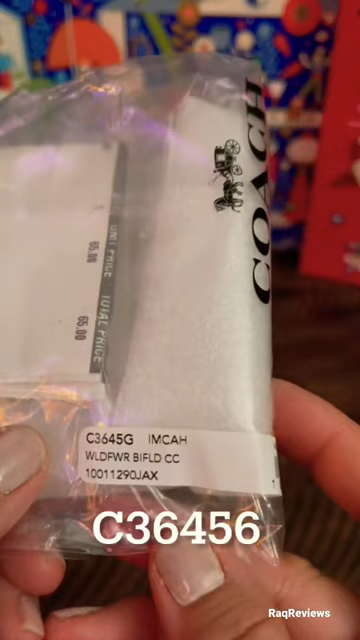 COACH
UNIT PRICE
TOTAL PRICE
65.00
65.00
C3645G IMCAH
WLDFWR BIFLD CC
10011290JAX
C36456
RaqReviews